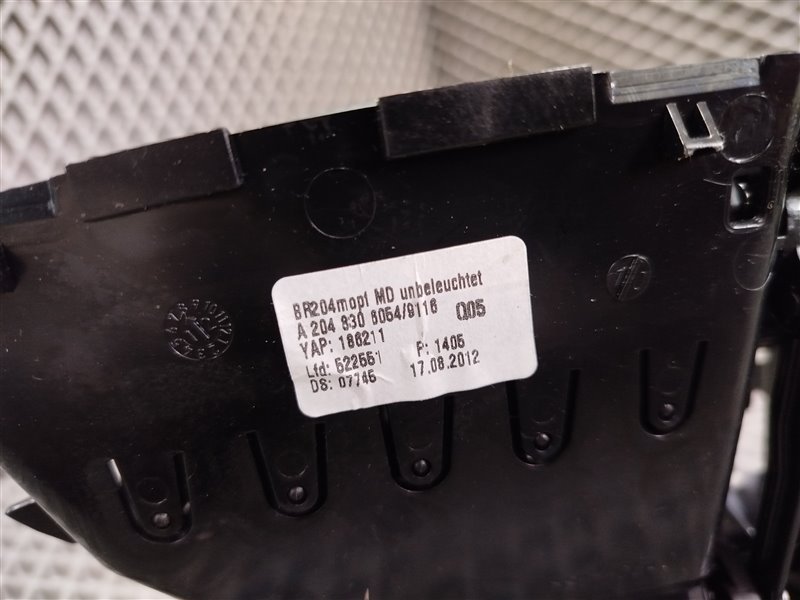 BR204mopf MD unbeleuchtet
A 204 830 6054/9116 Q05
YAP: 186211
Lfd: 522551 P: 1405
DS: 07745 17.08.2012